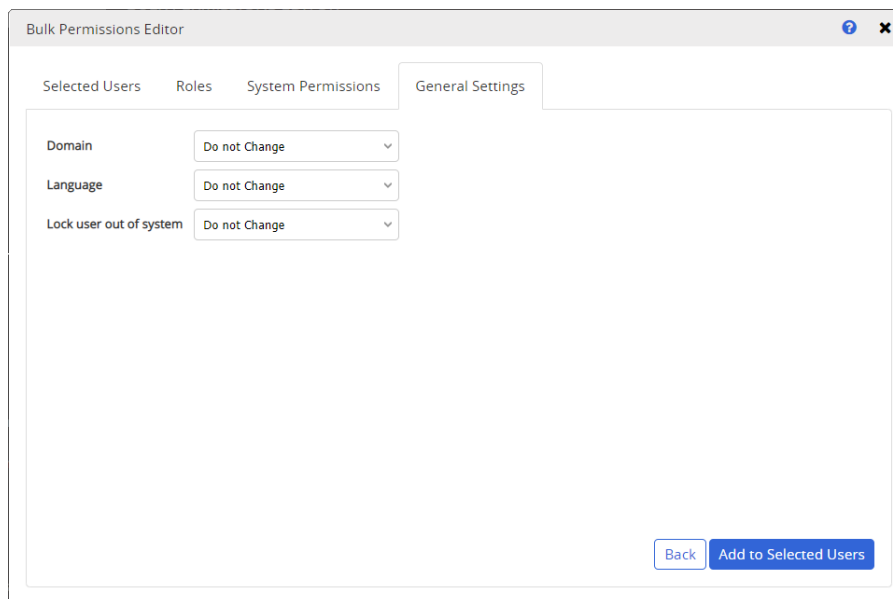 Bulk Permissions Editor
Selected Users Roles System Permissions General Settings
Domain Do not Change
Language Do not Change
Lock user out of system Do not Change
Back Add to Selected Users